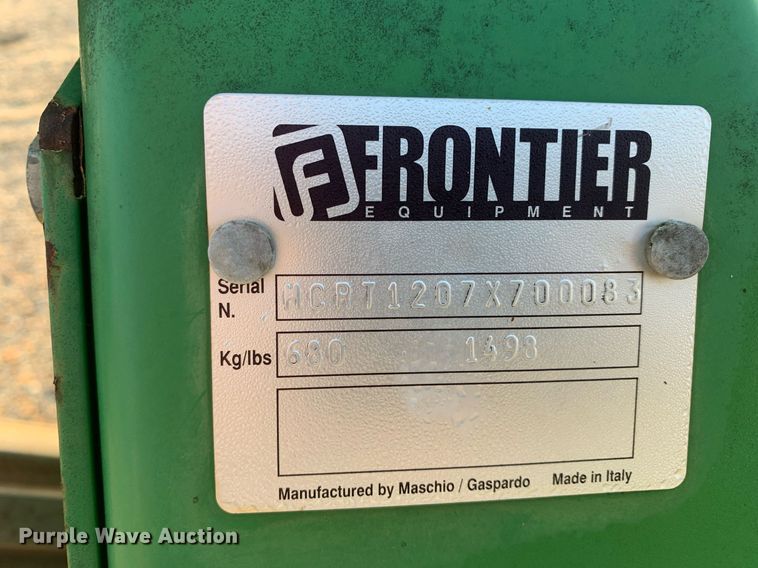 FRONTIER
EQUIPMENT
Serial N. MCRT1207X700083
Kg/lbs 680 1498
Manufactured by Maschio / Gaspardo Made in Italy
Purple Wave Auction